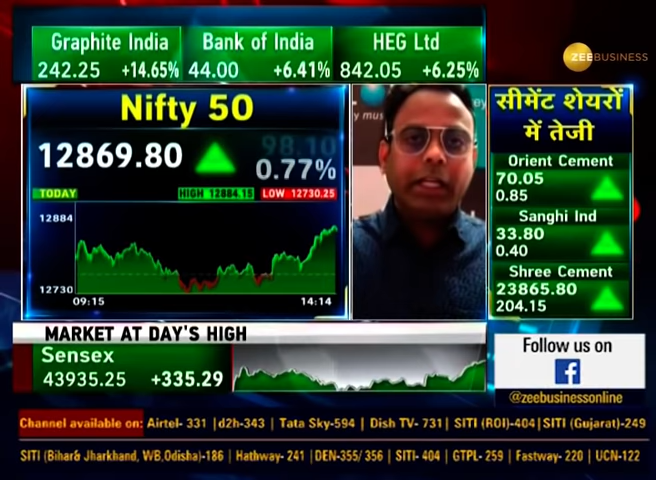 Graphite India Bank of India HEG Ltd
242.25 +14.65% 44.00 +6.41% 842.05 +6.25%
ZEEBUSINESS
Nifty 50
12869.80 98.10
0.77%
TODAY HIGH 12884.15 LOW 12730.25
12884
12730
09:15 14:14
सीमेंट शेयरों
में तेजी
Orient Cement
70.05
0.85
Sanghi Ind
33.80
0.40
Shree Cement
23865.80
204.15
MARKET AT DAY'S HIGH
Sensex
43935.25 +335.29
Follow us on
f
@zeebusinessonline
Channel available on: Airtel- 331 |d2h-343 | Tata Sky-594 | Dish TV- 731| SITI (ROI)-404|SITI (Gujarat)-249
SITI (Bihar& Jharkhand, WB,Odisha)-186 | Hathway- 241 |DEN-355/ 356 | SITI- 404 | GTPL- 259 | Fastway- 220 | UCN-122